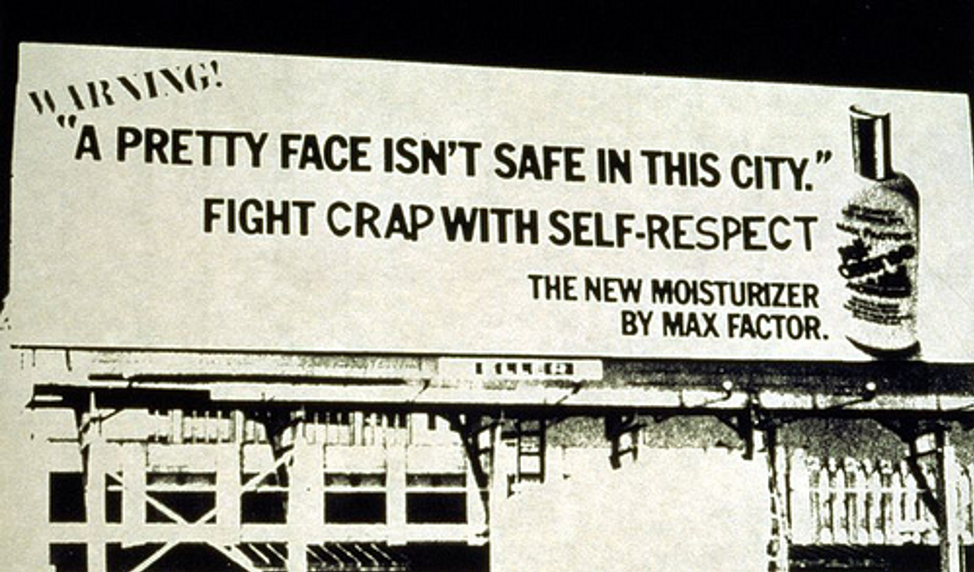 WARNING!
"A PRETTY FACE ISN'T SAFE IN THIS CITY."
FIGHT CRAP WITH SELF-RESPECT
THE NEW MOISTURIZER
BY MAX FACTOR.